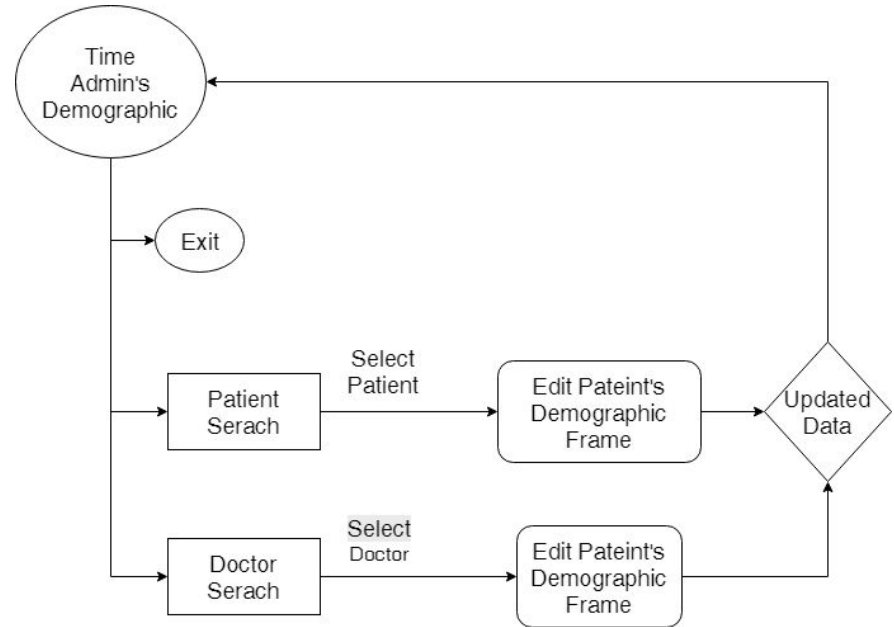 Time
Admin's
Demographic
Exit
Select
Patient
Patient
Serach
Edit Pateint's
Demographic
Frame
Updated
Data
Select
Doctor
Doctor
Serach
Edit Pateint's
Demographic
Frame